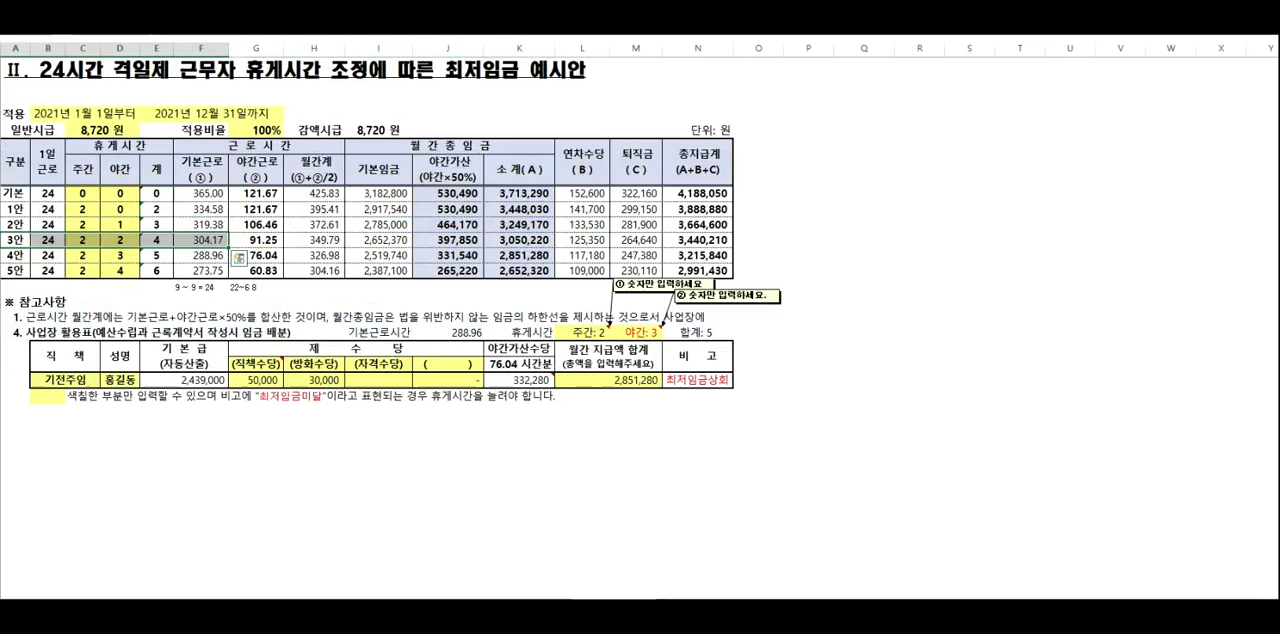 A B C D E F G H I J K L M N O P Q R S T U V W X Y
Ⅱ. 24시간 격일제 근무자 휴게시간 조정에 따른 최저임금 예시안
적용 2021년 1월 1일부터 2021년 12월 31일까지
일반시급 8,720 원 적용비율 100% 감액시급 8,720 원 단위: 원
구분 1일 근로 휴 게 시 간 근 로 시 간 월 간 총 임 금 연차수당 ( B ) 퇴직금 ( C ) 총지급계 (A+B+C)
주간 야간 계 기본근로 ( ① ) 야간근로 ( ② ) 월간계 (①+②/2) 기본임금 야간가산 (야간×50%) 소 계( A )
기본 24 0 0 0 365.00 121.67 425.83 3,182,800 530,490 3,713,290 152,600 322,160 4,188,050
1안 24 2 0 2 334.58 121.67 395.41 2,917,540 530,490 3,448,030 141,700 299,150 3,888,880
2안 24 2 1 3 319.38 106.46 372.61 2,785,000 464,170 3,249,170 133,530 281,900 3,664,600
3안 24 2 2 4 304.17 91.25 349.79 2,652,370 397,850 3,050,220 125,350 264,640 3,440,210
4안 24 2 3 5 288.96 76.04 326.98 2,519,740 331,540 2,851,280 117,180 247,380 3,215,840
5안 24 2 4 6 273.75 60.83 304.16 2,387,100 265,220 2,652,320 109,000 230,110 2,991,430
9 ~ 9 = 24 22~6 8
① 숫자만 입력하세요
② 숫자만 입력하세요.
※ 참고사항
1. 근로시간 월간계에는 기본근로+야간근로×50%를 합산한 것이며, 월간총임금은 법을 위반하지 않는 임금의 하한선을 제시하는 것으로서 사업장에
4. 사업장 활용표(예산수립과 근록계약서 작성시 임금 배분) 기본근로시간 288.96 휴게시간 주간: 2 야간: 3 합계: 5
직 책 성명 기 본 급 (자동산출) 제 수 당 야간가산수당 월간 지급액 합계 (총액을 입력해주세요) 비 고
(직책수당) (방화수당) (자격수당) ( ) 76.04 시간분
기전주임 홍길동 2,439,000 50,000 30,000 - 332,280 2,851,280 최저임금상회
색칠한 부분만 입력할 수 있으며 비고에 "최저임금미달"이라고 표현되는 경우 휴게시간을 늘려야 합니다.